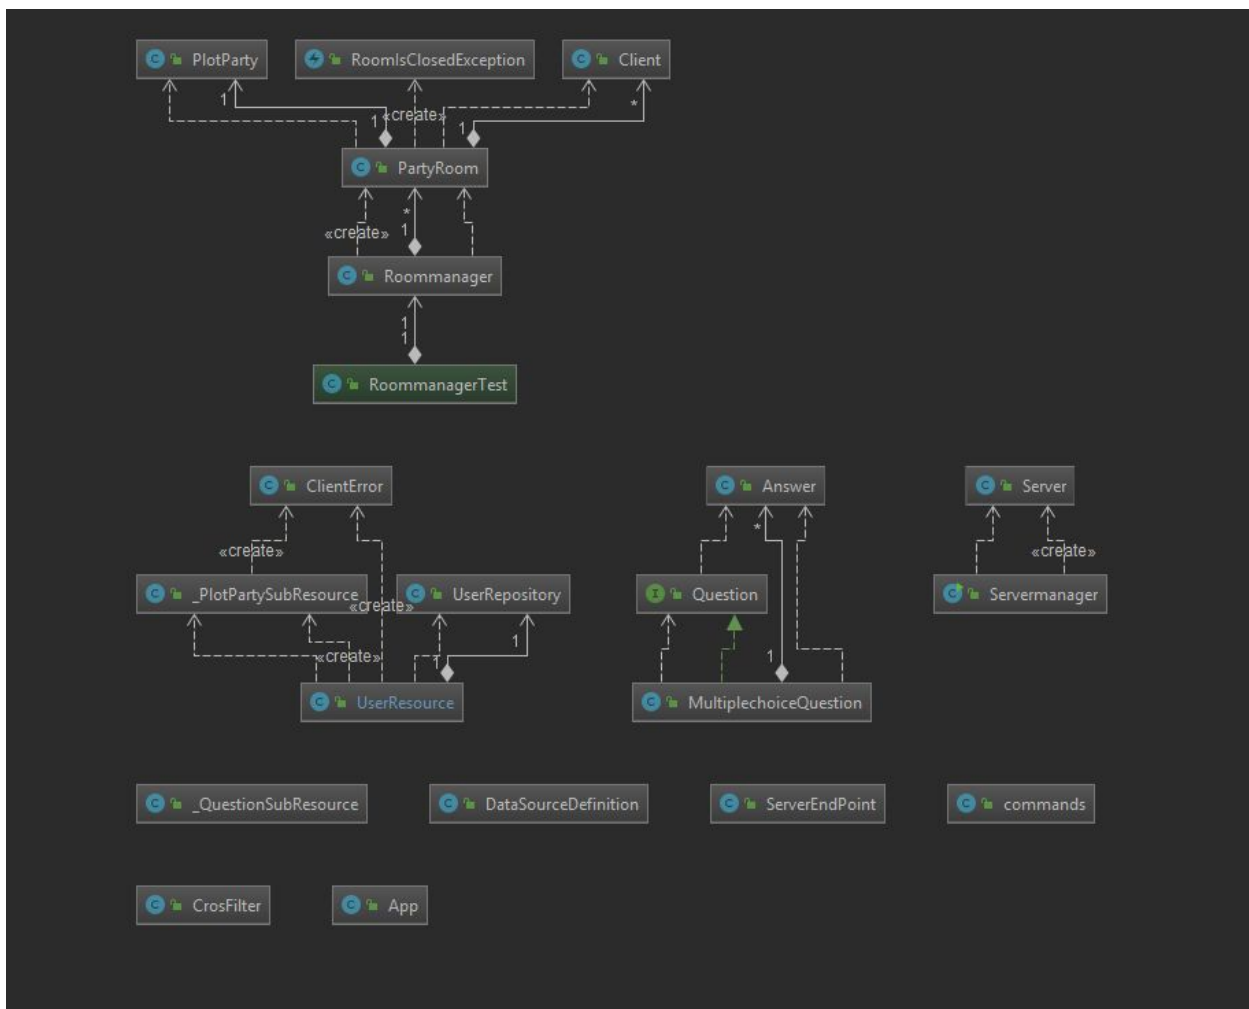 PlotParty
RoomIsClosedException
Client
1
*
1
«create»
1
PartyRoom
*
«create»
1
Roommanager
1
1
RoommanagerTest
ClientError
Answer
Server
«create»
*
«create»
_PlotPartySubResource
«create»
UserRepository
Question
Servermanager
«create»
1
1
1
UserResource
MultiplechoiceQuestion
_QuestionSubResource
DataSourceDefinition
ServerEndPoint
commands
CrosFilter
App